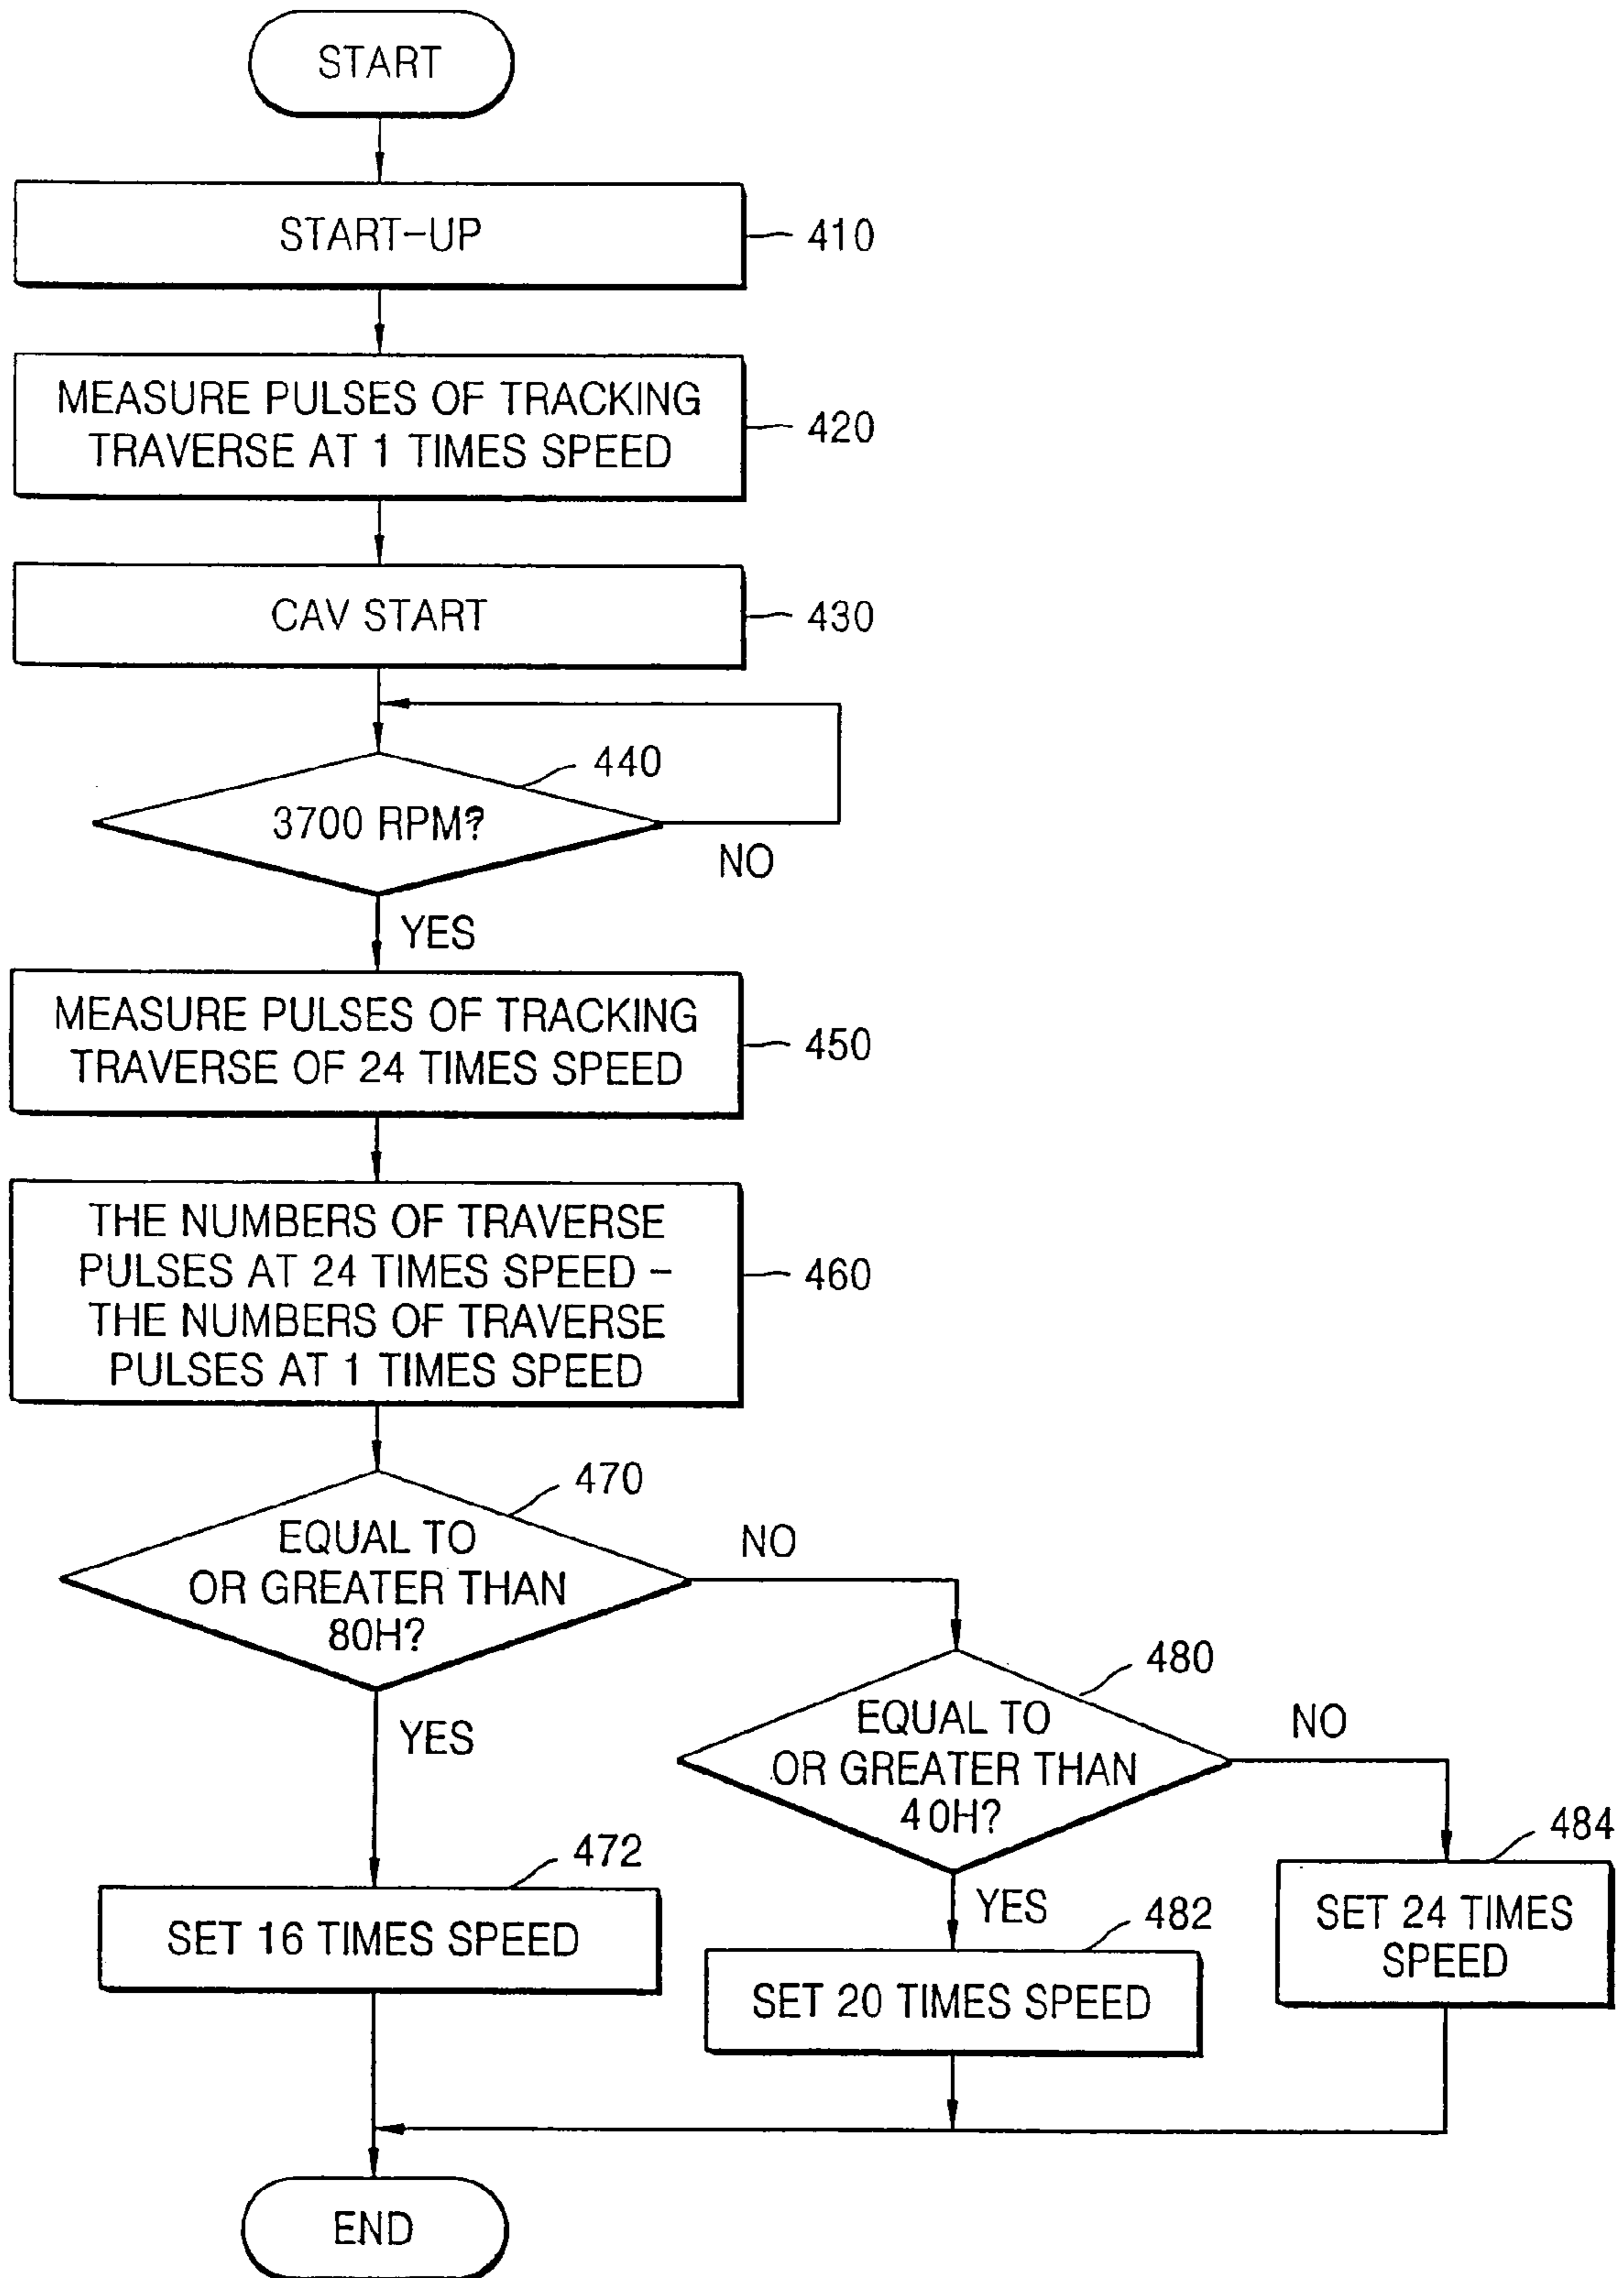 START
START-UP
410
MEASURE PULSES OF TRACKING
TRAVERSE AT 1 TIMES SPEED
420
CAV START
430
440
3700 RPM?
NO
YES
MEASURE PULSES OF TRACKING
TRAVERSE OF 24 TIMES SPEED
450
THE NUMBERS OF TRAVERSE
PULSES AT 24 TIMES SPEED –
THE NUMBERS OF TRAVERSE
PULSES AT 1 TIMES SPEED
460
470
EQUAL TO
OR GREATER THAN
80H?
NO
YES
480
EQUAL TO
OR GREATER THAN
40H?
NO
YES
472
SET 16 TIMES SPEED
482
SET 20 TIMES SPEED
484
SET 24 TIMES
SPEED
END